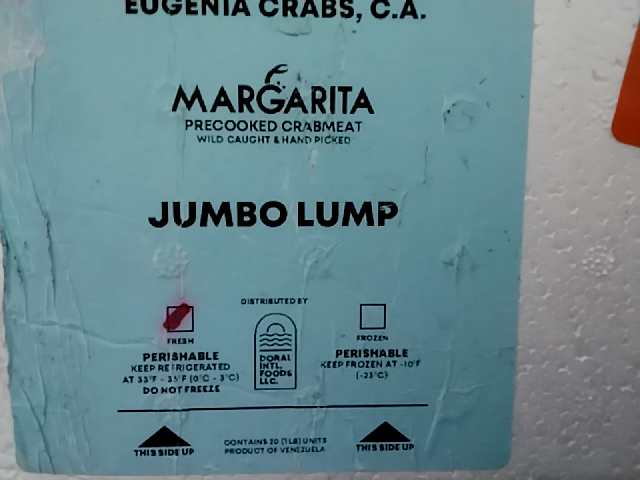 EUGENIA CRABS, C.A.
MARGARITA
PRECOOKED CRABMEAT
WILD CAUGHT & HAND PICKED
JUMBO LUMP
DISTRIBUTED BY
DORAL
INTL.
FOODS
LLC.
FRESH
PERISHABLE
KEEP REFRIGERATED
AT 33°F - 35°F (0°C - 3°C)
DO NOT FREEZE
FROZEN
PERISHABLE
KEEP FROZEN AT -10°F
(-23°C)
THIS SIDE UP
CONTAINS 20 (1LB) UNITS
PRODUCT OF VENEZUELA
THIS SIDE UP